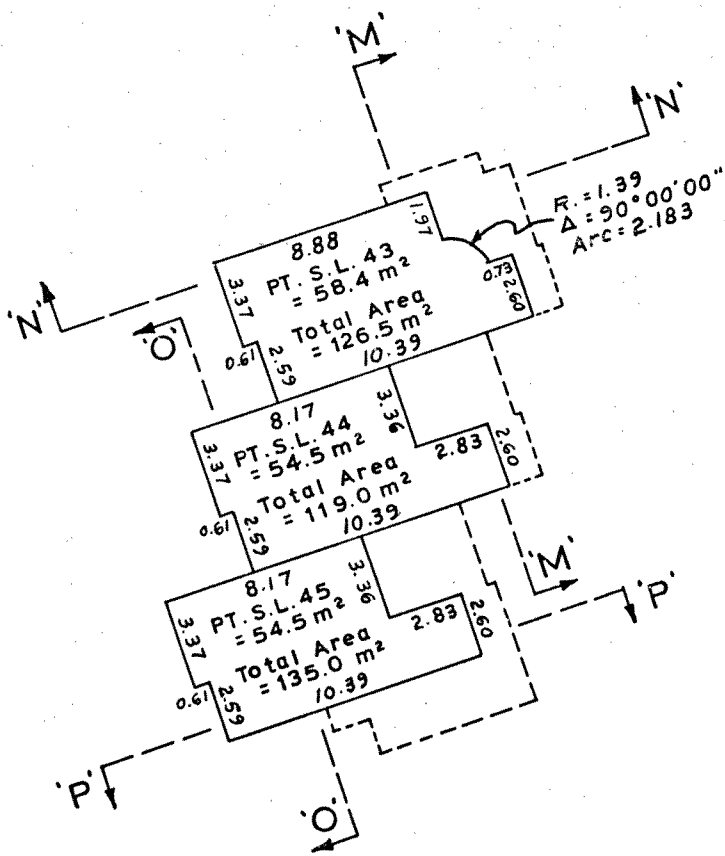 'M'
'N'
R. = 1.39
Δ = 90°00'00"
Arc = 2.183
1.97
8.88
PT. S.L. 43
= 58.4 m²
0.73
2.60
3.37
'N'
Total Area
= 126.5 m²
'O'
0.61
2.59
10.39
8.17
3.36
PT. S.L. 44
= 54.5 m²
2.83
2.60
3.37
Total Area
= 119.0 m²
0.61
2.59
10.39
8.17
3.36
'M'
'P'
PT. S.L. 45
= 54.5 m²
2.83
2.60
3.37
Total Area
= 135.0 m²
0.61
2.59
10.39
'P'
'O'